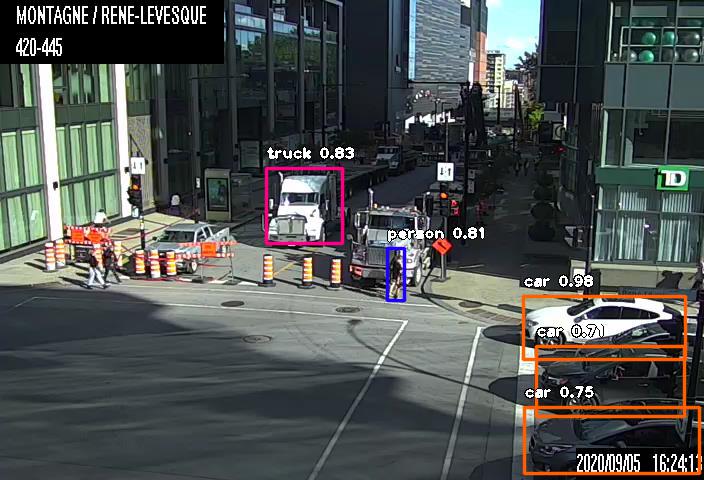 MONTAGNE / RENE-LEVESQUE
420-445
truck 0.83
person 0.81
TD
car 0.98
car 0.71
car 0.75
2020/09/05 16:24:13